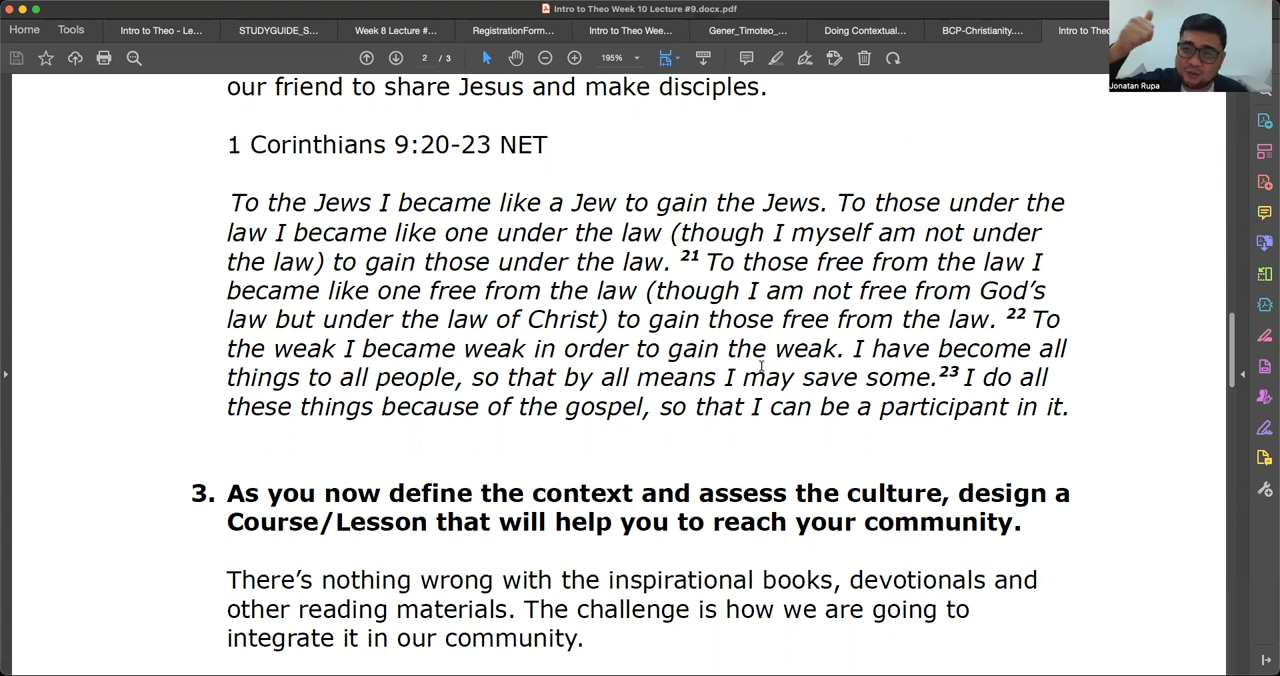 Intro to Theo Week 10 Lecture #9.docx.pdf
Home Tools Intro to Theo - Le... STUDYGUIDE_S... Week 8 Lecture #... RegistrationForm... Intro to Theo Wee... Gener_Timoteo_... Doing Contextual... BCP-Christianity.... Intro to Theo
2 / 3 195%
Jonatan Rupa
our friend to share Jesus and make disciples.
1 Corinthians 9:20-23 NET
To the Jews I became like a Jew to gain the Jews. To those under the
law I became like one under the law (though I myself am not under
the law) to gain those under the law. 21 To those free from the law I
became like one free from the law (though I am not free from God’s
law but under the law of Christ) to gain those free from the law. 22 To
the weak I became weak in order to gain the weak. I have become all
things to all people, so that by all means I may save some. 23 I do all
these things because of the gospel, so that I can be a participant in it.
3. As you now define the context and assess the culture, design a
Course/Lesson that will help you to reach your community.
There’s nothing wrong with the inspirational books, devotionals and
other reading materials. The challenge is how we are going to
integrate it in our community.